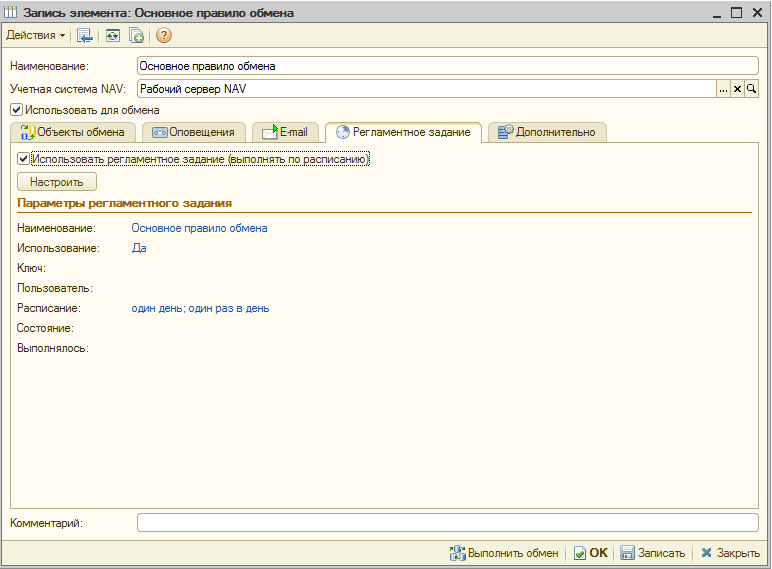 Запись элемента: Основное правило обмена
Действия
Наименование: Основное правило обмена
Учетная система NAV: Рабочий сервер NAV ...
Использовать для обмена
Объекты обмена Оповещения E-mail Регламентное задание Дополнительно
Использовать регламентное задание (выполнять по расписанию)
Настроить
Параметры регламентного задания
Наименование: Основное правило обмена
Использование: Да
Ключ:
Пользователь:
Расписание: один день; один раз в день
Состояние:
Выполнялось:
Комментарий:
Выполнить обмен OK Записать Закрыть